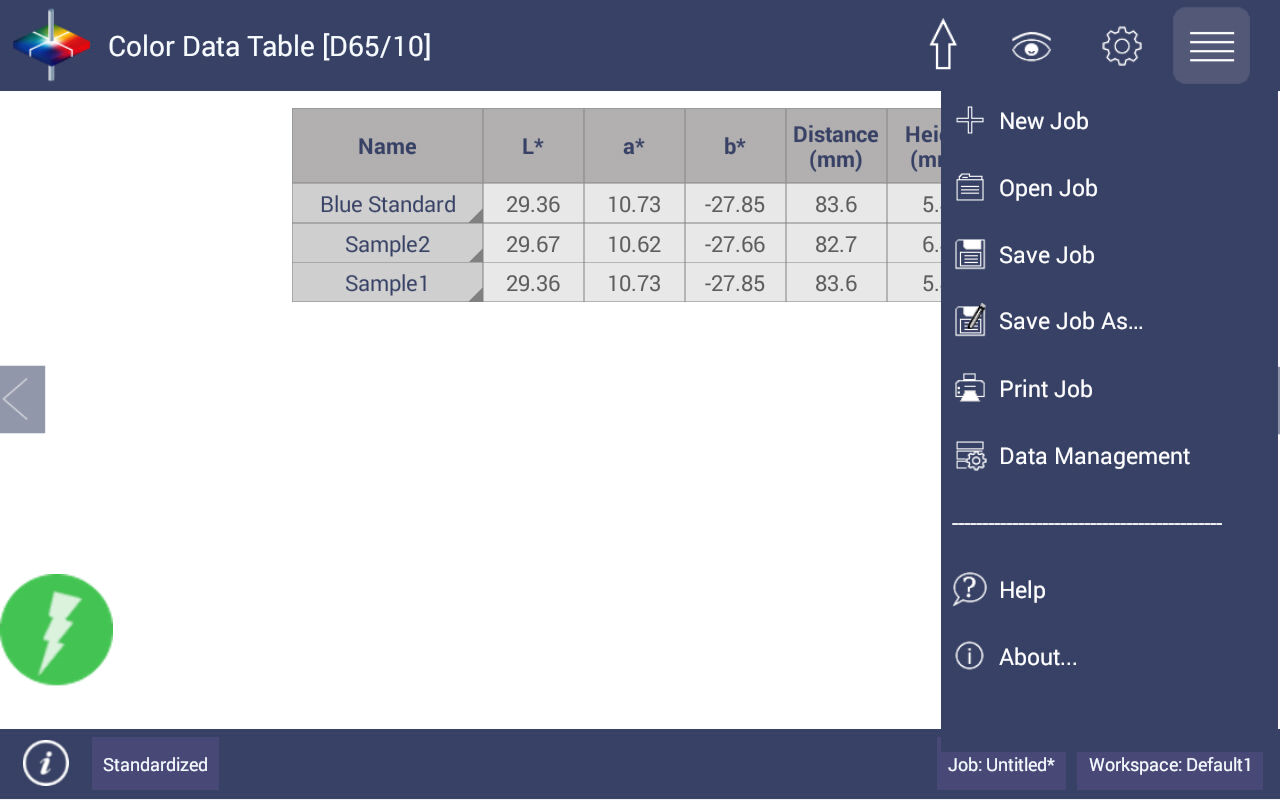 Color Data Table [D65/10]
Name L* a* b* Distance (mm)
Blue Standard 29.36 10.73 -27.85 83.6
Sample2 29.67 10.62 -27.66 82.7
Sample1 29.36 10.73 -27.85 83.6
New Job
Open Job
Save Job
Save Job As...
Print Job
Data Management
Help
About...
Standardized
Job: Untitled*
Workspace: Default1